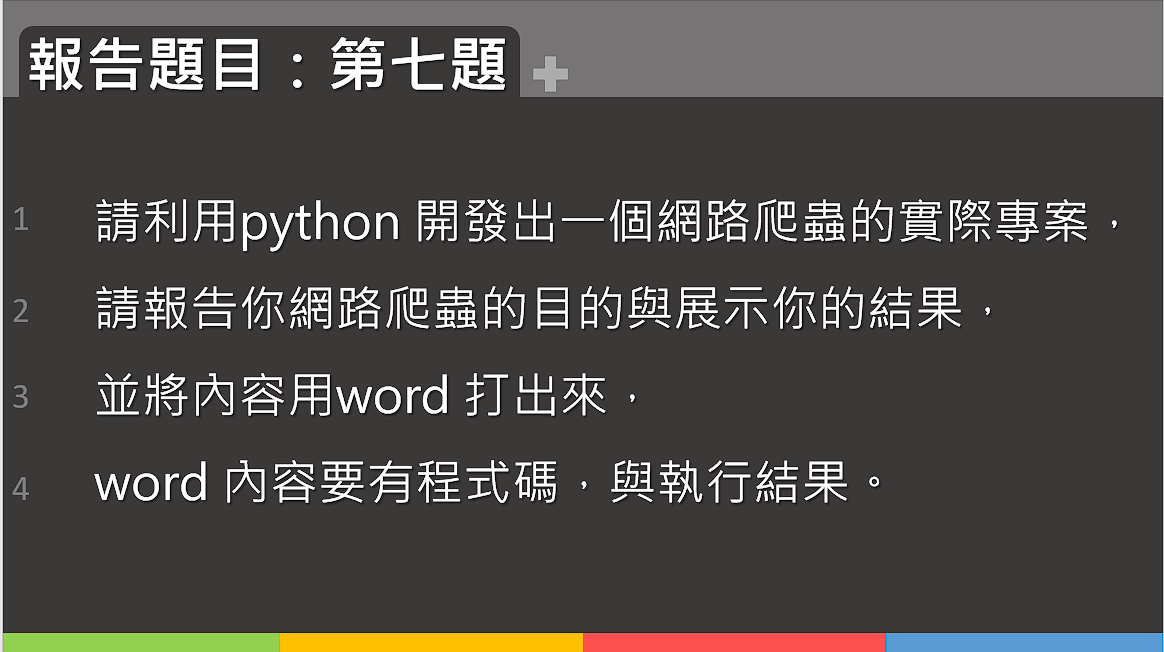 報告題目：第七題
1 請利用python 開發出一個網路爬蟲的實際專案，
2 請報告你網路爬蟲的目的與展示你的結果，
3 並將內容用word 打出來，
4 word 內容要有程式碼，與執行結果。